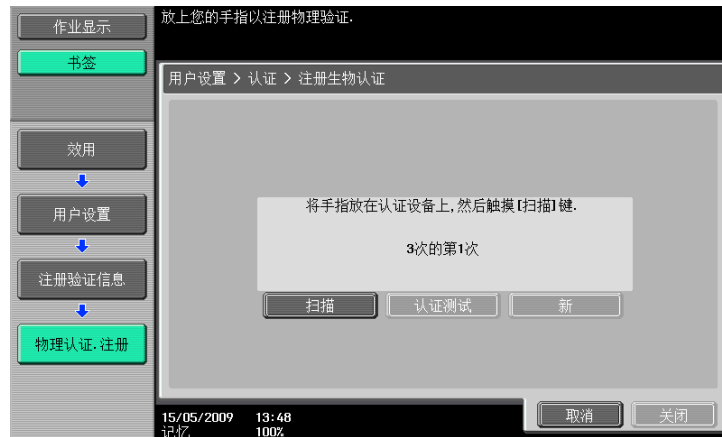 作业显示
放上您的手指以注册物理验证.
书签
用户设置 > 认证 > 注册生物认证
效用
用户设置
注册验证信息
物理认证.注册
将手指放在认证设备上,然后触摸[扫描]键.
3次的第1次
扫描
认证测试
新
15/05/2009 13:48
记忆 100%
取消
关闭